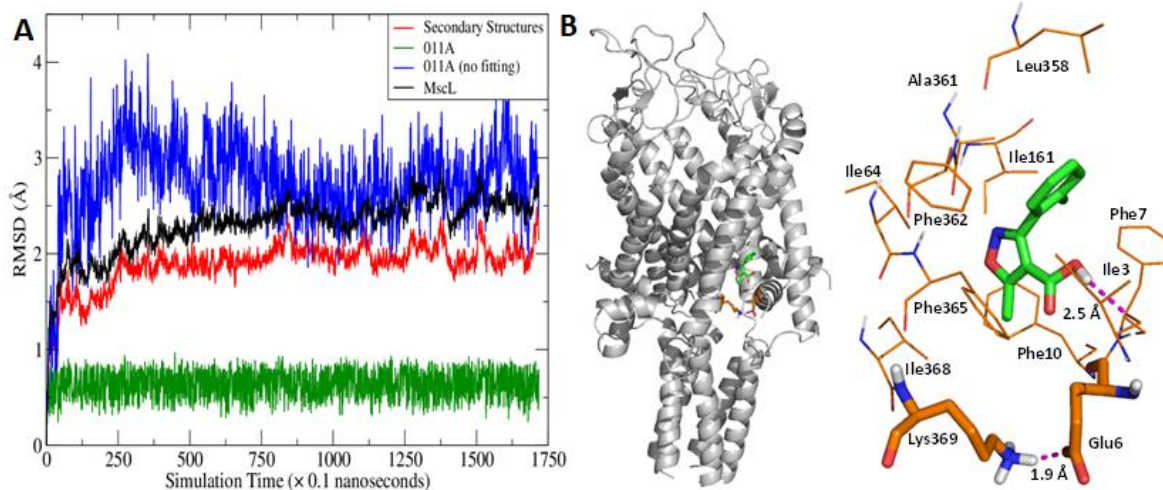 A
RMSD (Å)
4
3
2
1
0
Secondary Structures
011A
011A (no fitting)
MscL
0 250 500 750 1000 1250 1500 1750
Simulation Time (× 0.1 nanoseconds)
B
Leu358
Ala361
Ile161
Ile64
Phe362
Phe7
Ile3
2.5 Å
Phe365
Phe10
Ile368
Lys369
Glu6
1.9 Å